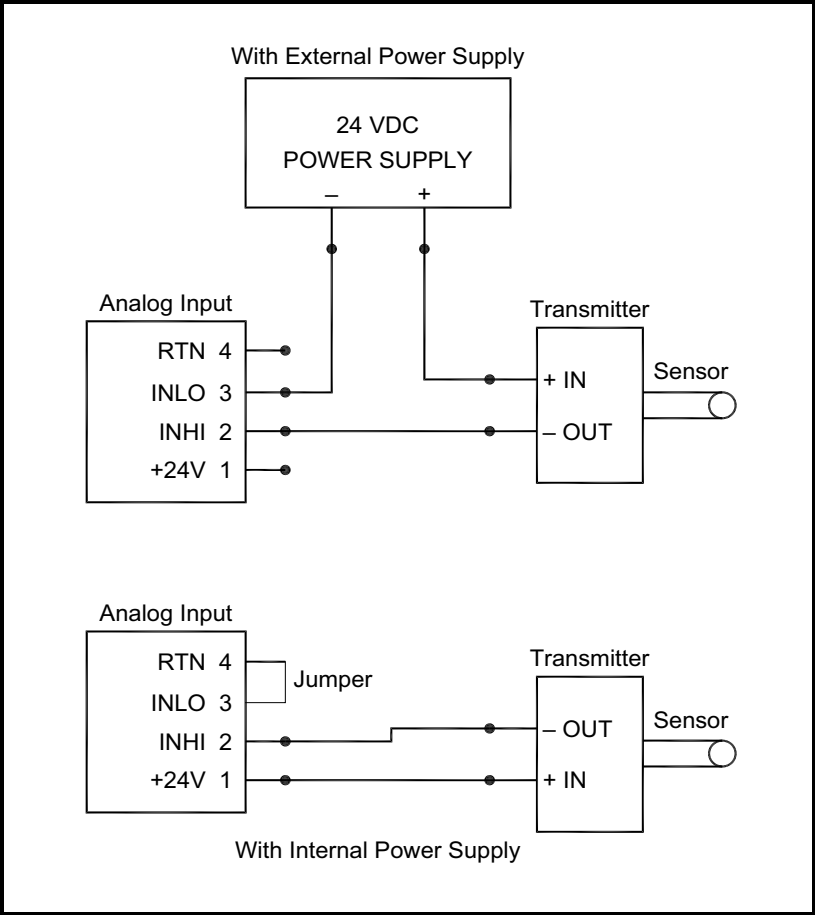 With External Power Supply
24 VDC
POWER SUPPLY
– +
Analog Input
RTN 4
INLO 3
INHI 2
+24V 1
Transmitter
+ IN
– OUT
Sensor
Analog Input
RTN 4
INLO 3
INHI 2
+24V 1
Jumper
Transmitter
– OUT
+ IN
Sensor
With Internal Power Supply